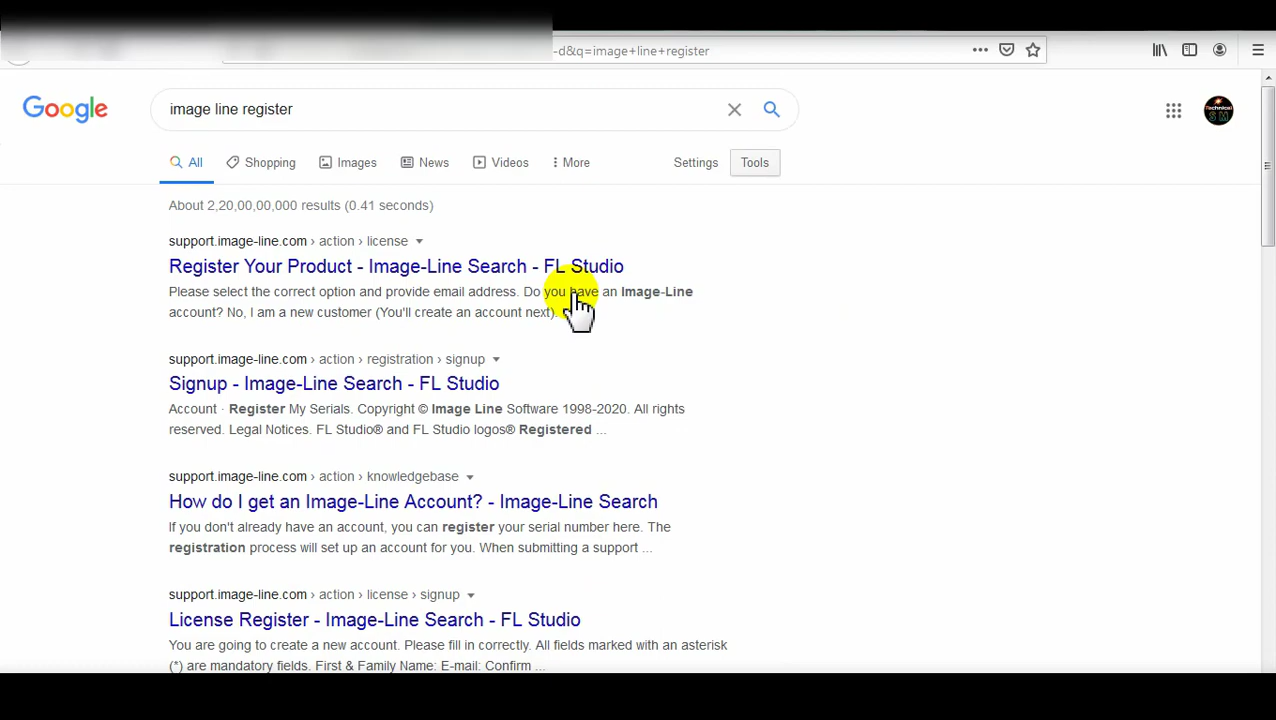 -d&q=image+line+register
Google
image line register
Technical
S M
All
Shopping
Images
News
Videos
More
Settings
Tools
About 2,20,00,00,000 results (0.41 seconds)
support.image-line.com › action › license
Register Your Product - Image-Line Search - FL Studio
Please select the correct option and provide email address. Do you have an Image-Line
account? No, I am a new customer (You'll create an account next).
support.image-line.com › action › registration › signup
Signup - Image-Line Search - FL Studio
Account · Register My Serials. Copyright © Image Line Software 1998-2020. All rights
reserved. Legal Notices. FL Studio® and FL Studio logos® Registered ...
support.image-line.com › action › knowledgebase
How do I get an Image-Line Account? - Image-Line Search
If you don't already have an account, you can register your serial number here. The
registration process will set up an account for you. When submitting a support ...
support.image-line.com › action › license › signup
License Register - Image-Line Search - FL Studio
You are going to create a new account. Please fill in correctly. All fields marked with an asterisk
(*) are mandatory fields. First & Family Name: E-mail: Confirm ...